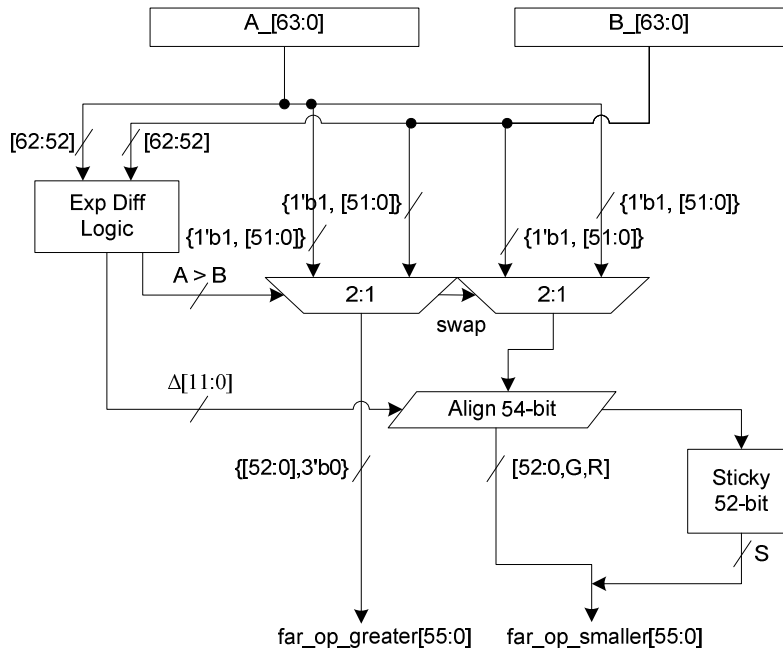 A_[63:0]
B_[63:0]
[62:52]
[62:52]
Exp Diff
Logic
{1'b1, [51:0]}
{1'b1, [51:0]}
{1'b1, [51:0]}
{1'b1, [51:0]}
A > B
2:1
2:1
swap
Δ[11:0]
Align 54-bit
{[52:0],3'b0}
[52:0,G,R]
Sticky
52-bit
S
far_op_greater[55:0]
far_op_smaller[55:0]